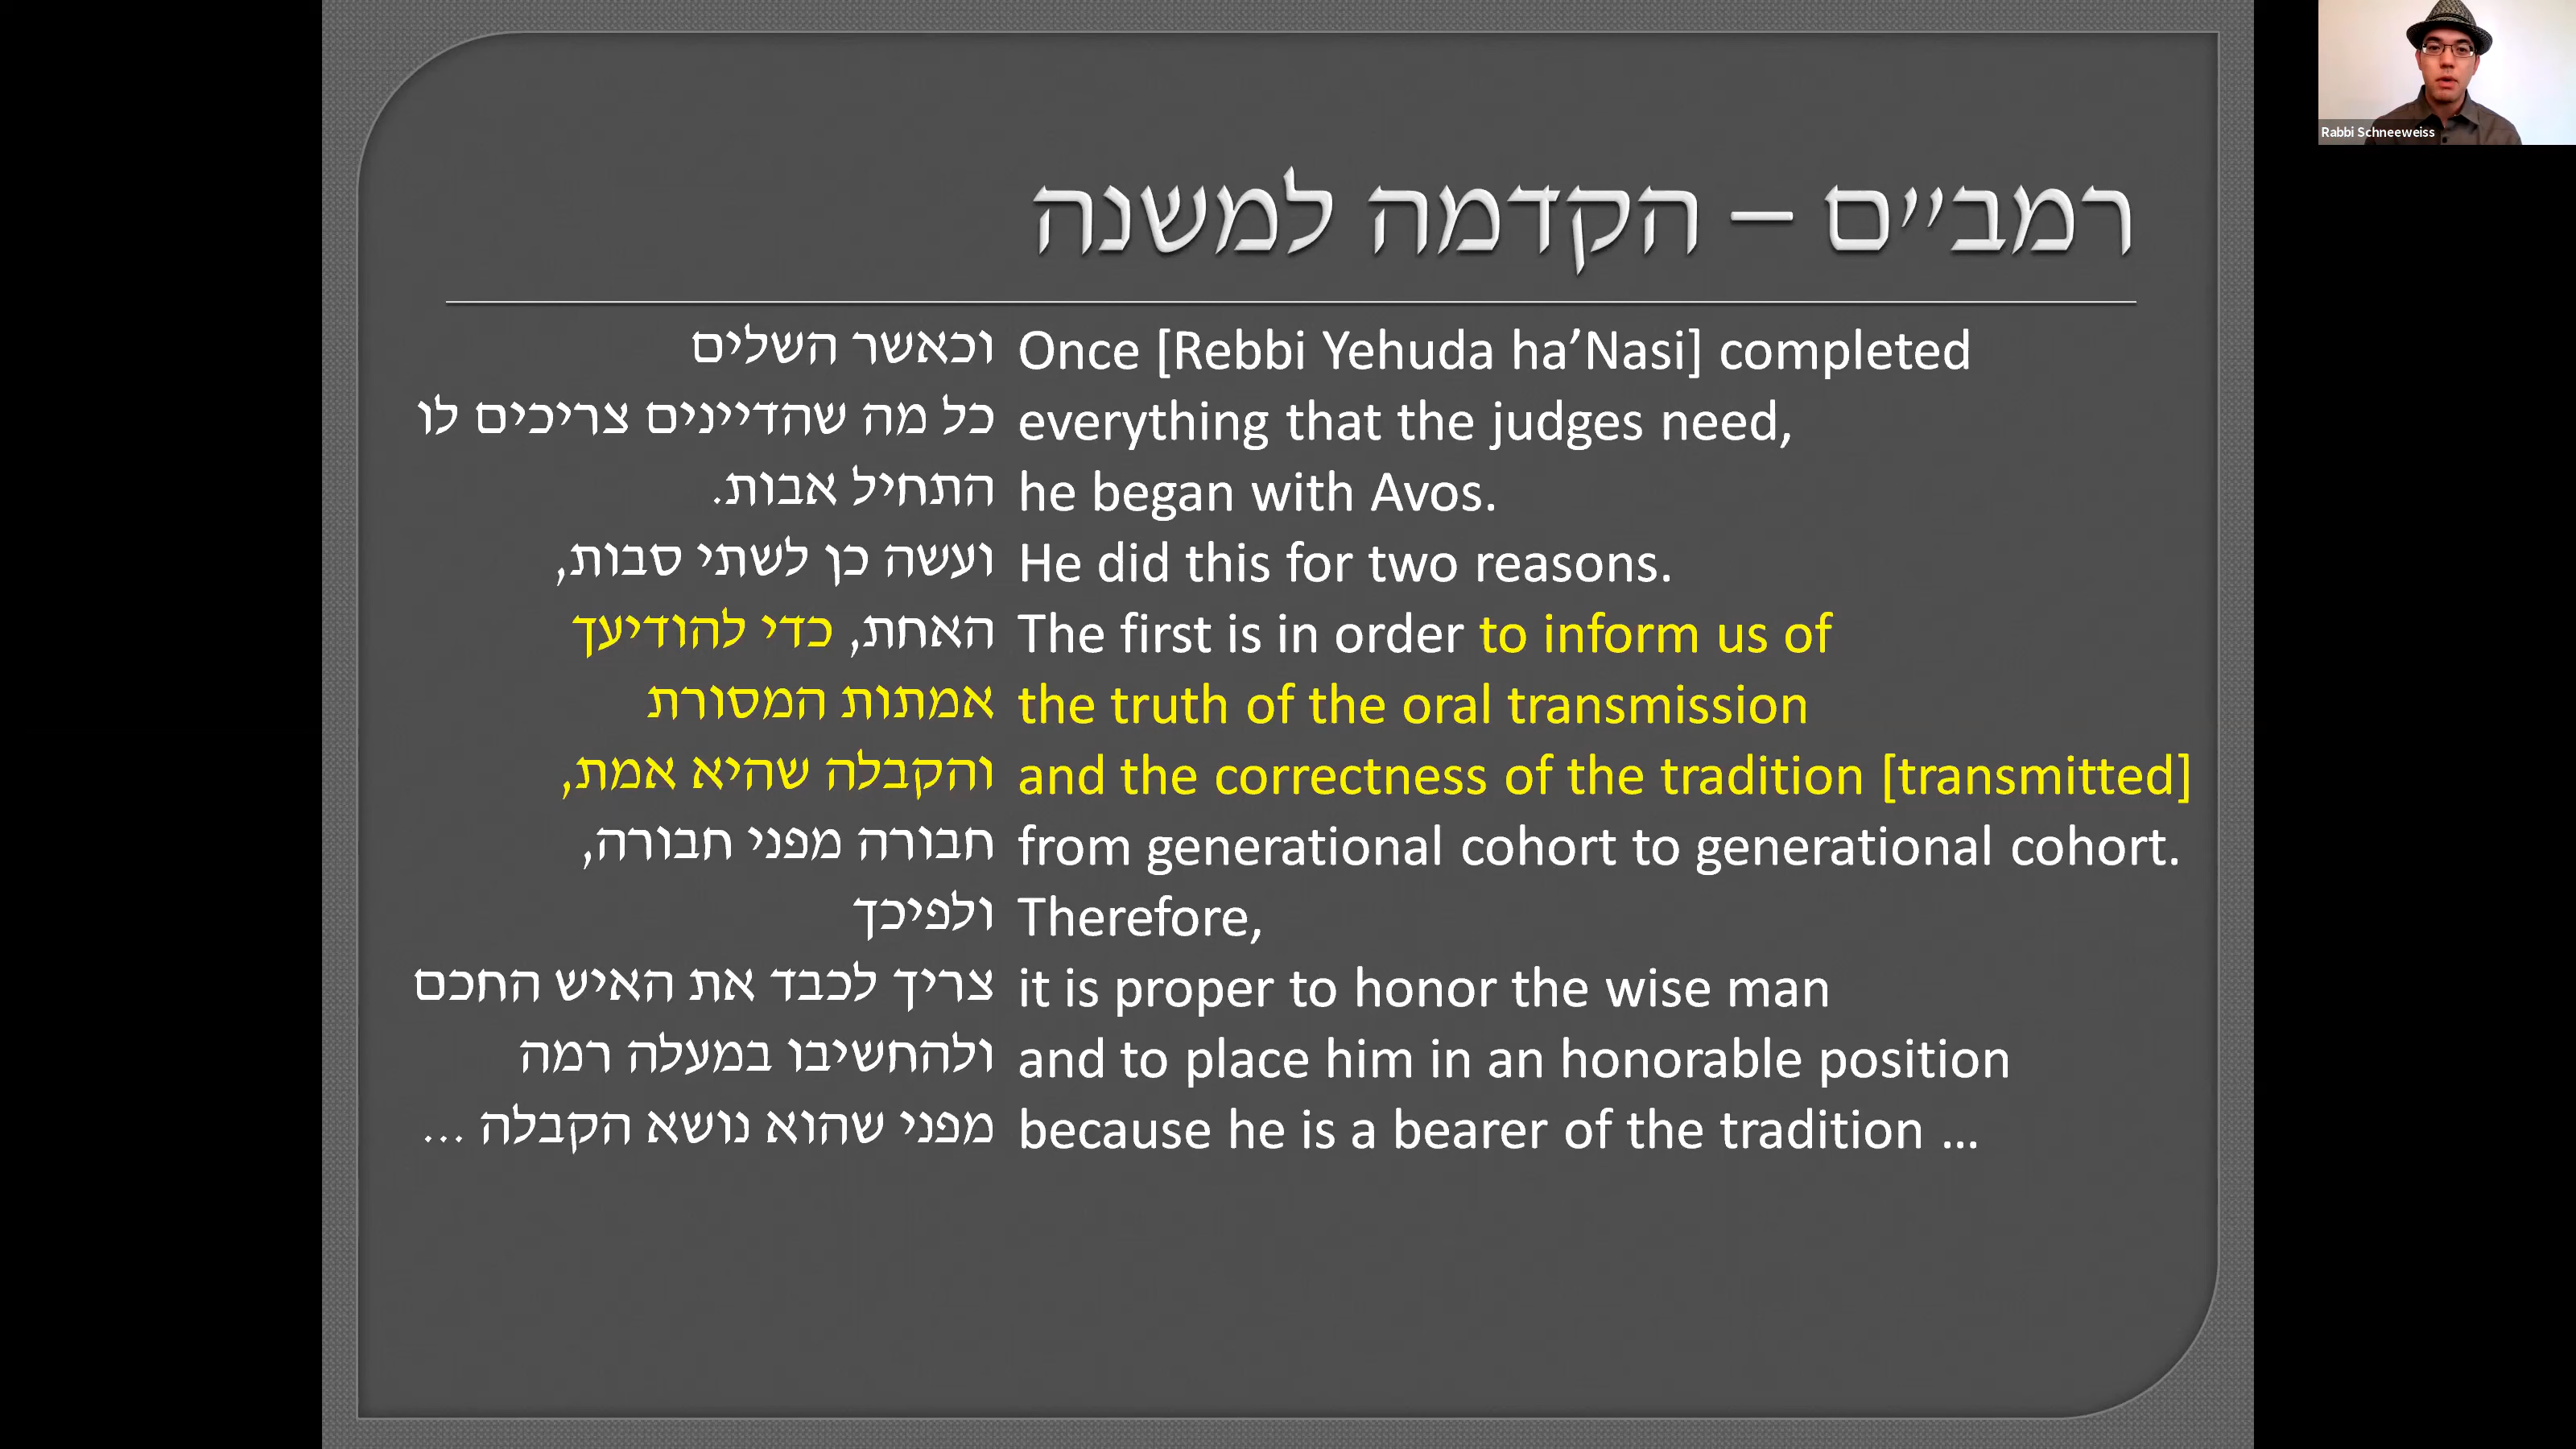 Rabbi Schneeweiss
רמב״ם – הקדמה למשנה
וכאשר השלים Once [Rebbi Yehuda ha’Nasi] completed
כל מה שהדיינים צריכים לו everything that the judges need,
התחיל אבות. he began with Avos.
ועשה כן לשתי סבות, He did this for two reasons.
האחת, כדי להודיעך The first is in order to inform us of
אמתות המסורת the truth of the oral transmission
והקבלה שהיא אמת, and the correctness of the tradition [transmitted]
חבורה מפני חבורה, from generational cohort to generational cohort.
ולפיכך Therefore,
צריך לכבד את האיש החכם it is proper to honor the wise man
ולהחשיבו במעלה רמה and to place him in an honorable position
מפני שהוא נושא הקבלה ... because he is a bearer of the tradition ...